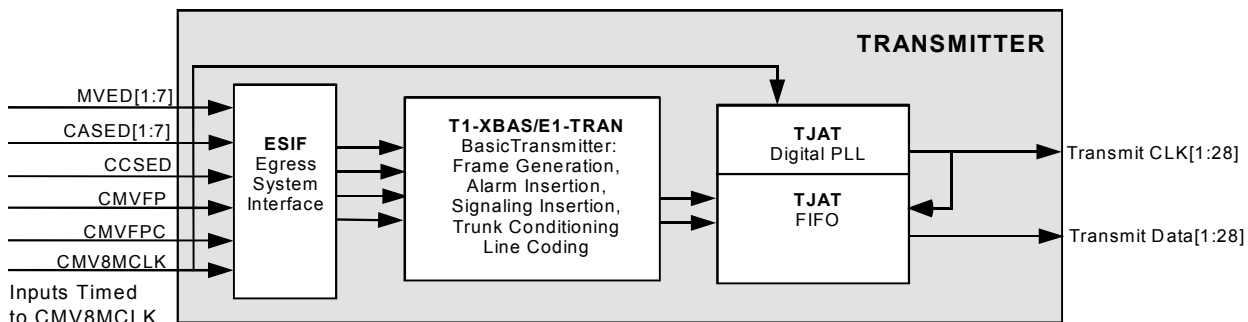 TRANSMITTER
MVED[1:7]
CASED[1:7]
CCSED
CMVFP
CMVFPC
CMV8MCLK
Inputs Timed
to CMV8MCLK
ESIF
Egress
System
Interface
T1-XBAS/E1-TRAN
BasicTransmitter:
Frame Generation,
Alarm Insertion,
Signaling Insertion,
Trunk Conditioning
Line Coding
TJAT
Digital PLL
TJAT
FIFO
Transmit CLK[1:28]
Transmit Data[1:28]